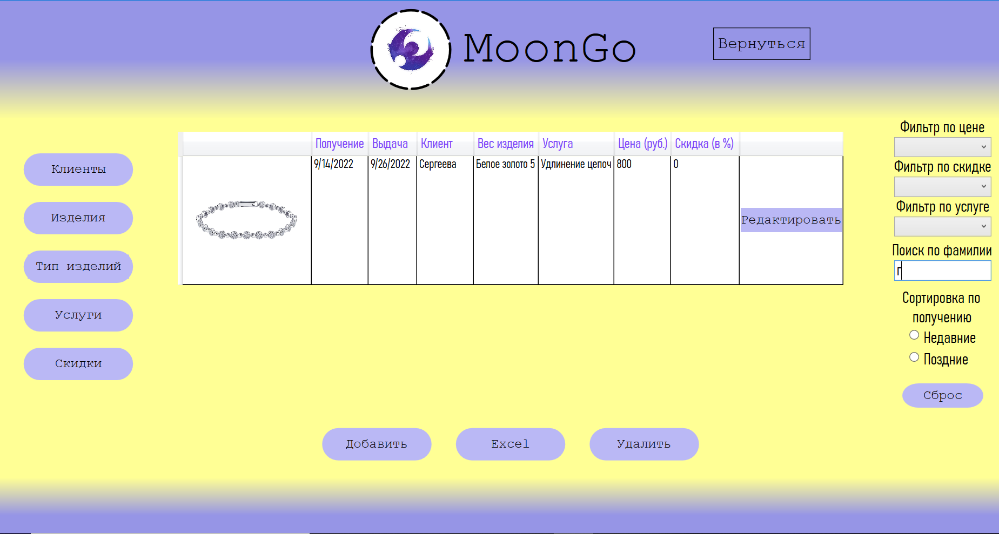 MoonGo
Вернуться
Клиенты
Изделия
Тип изделий
Услуги
Скидки
Получение Выдача Клиент Вес изделия Услуга Цена (руб.) Скидка (в %)
9/14/2022 9/26/2022 Сергеева Белое золото 5 Удлинение цепоч 800 0
Редактировать
Фильтр по цене
Фильтр по скидке
Фильтр по услуге
Поиск по фамилии
Г
Сортировка по
получению
Недавние
Поздние
Сброс
Добавить Excel Удалить